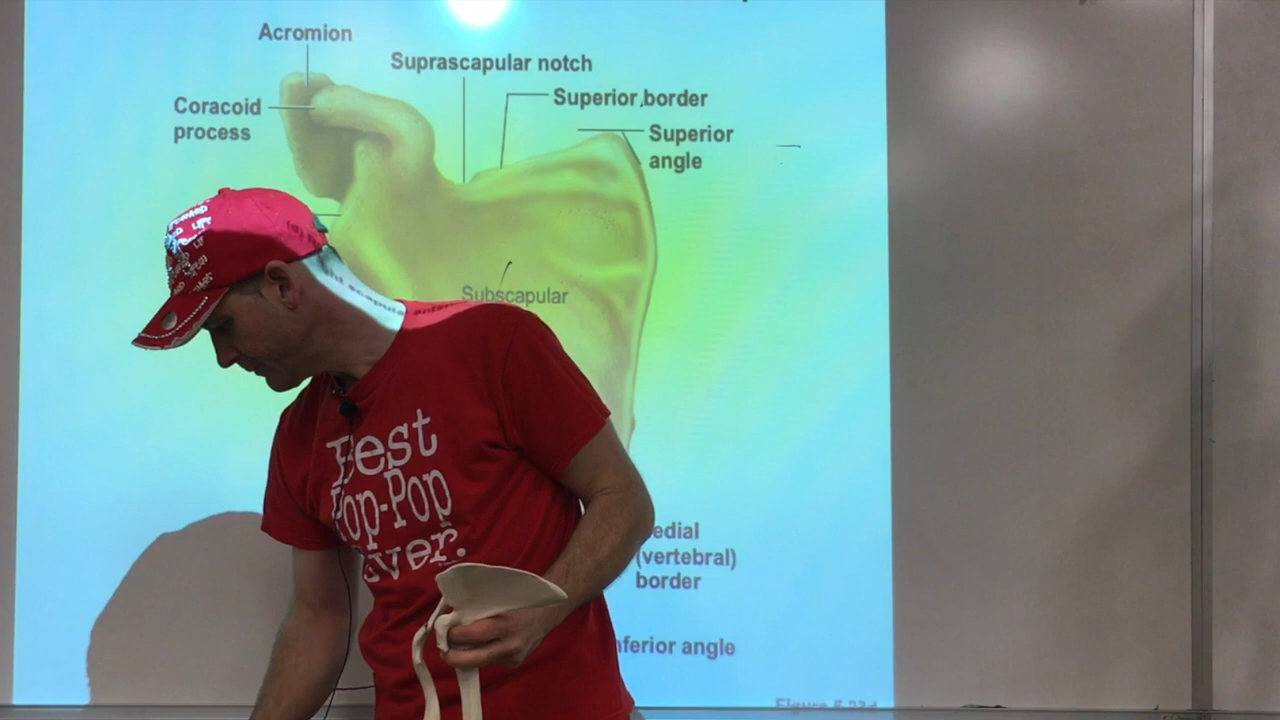 Acromion
Suprascapular notch
Superior border
Coracoid
process
Superior
angle
Subscapular
Best
Pop-Pop
Ever.
edial
(vertebral)
border
nferior angle